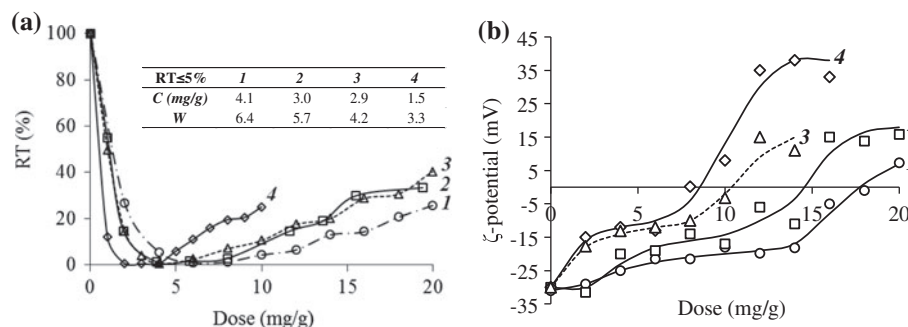 (a)
100
80
60
40
20
0
RT (%)
RT≤5% 1 2 3 4
C (mg/g) 4.1 3.0 2.9 1.5
W 6.4 5.7 4.2 3.3
4
3
2
1
0 5 10 15 20
Dose (mg/g)
(b)
45
35
25
15
5
-5
-15
-25
-35
ζ-potential (mV)
4
3
0 5 10 15 20
Dose (mg/g)